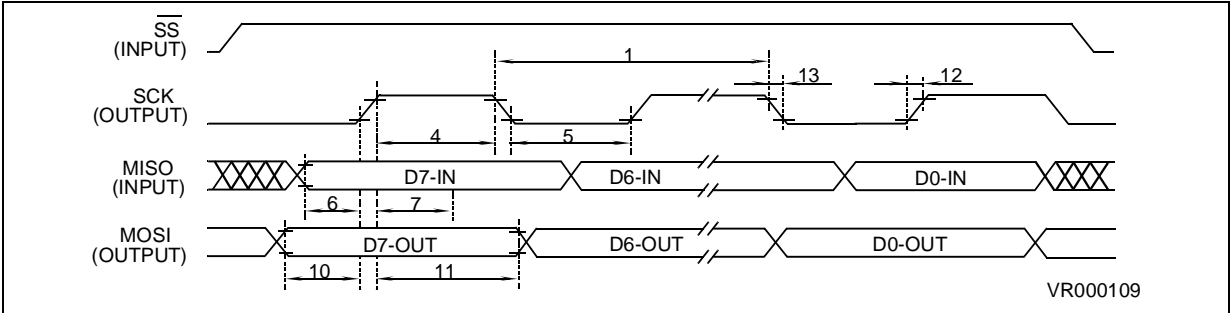 SS
(INPUT)
1
13
12
SCK
(OUTPUT)
4
5
MISO
(INPUT)
D7-IN
D6-IN
D0-IN
6
7
MOSI
(OUTPUT)
D7-OUT
D6-OUT
D0-OUT
10
11
VR000109